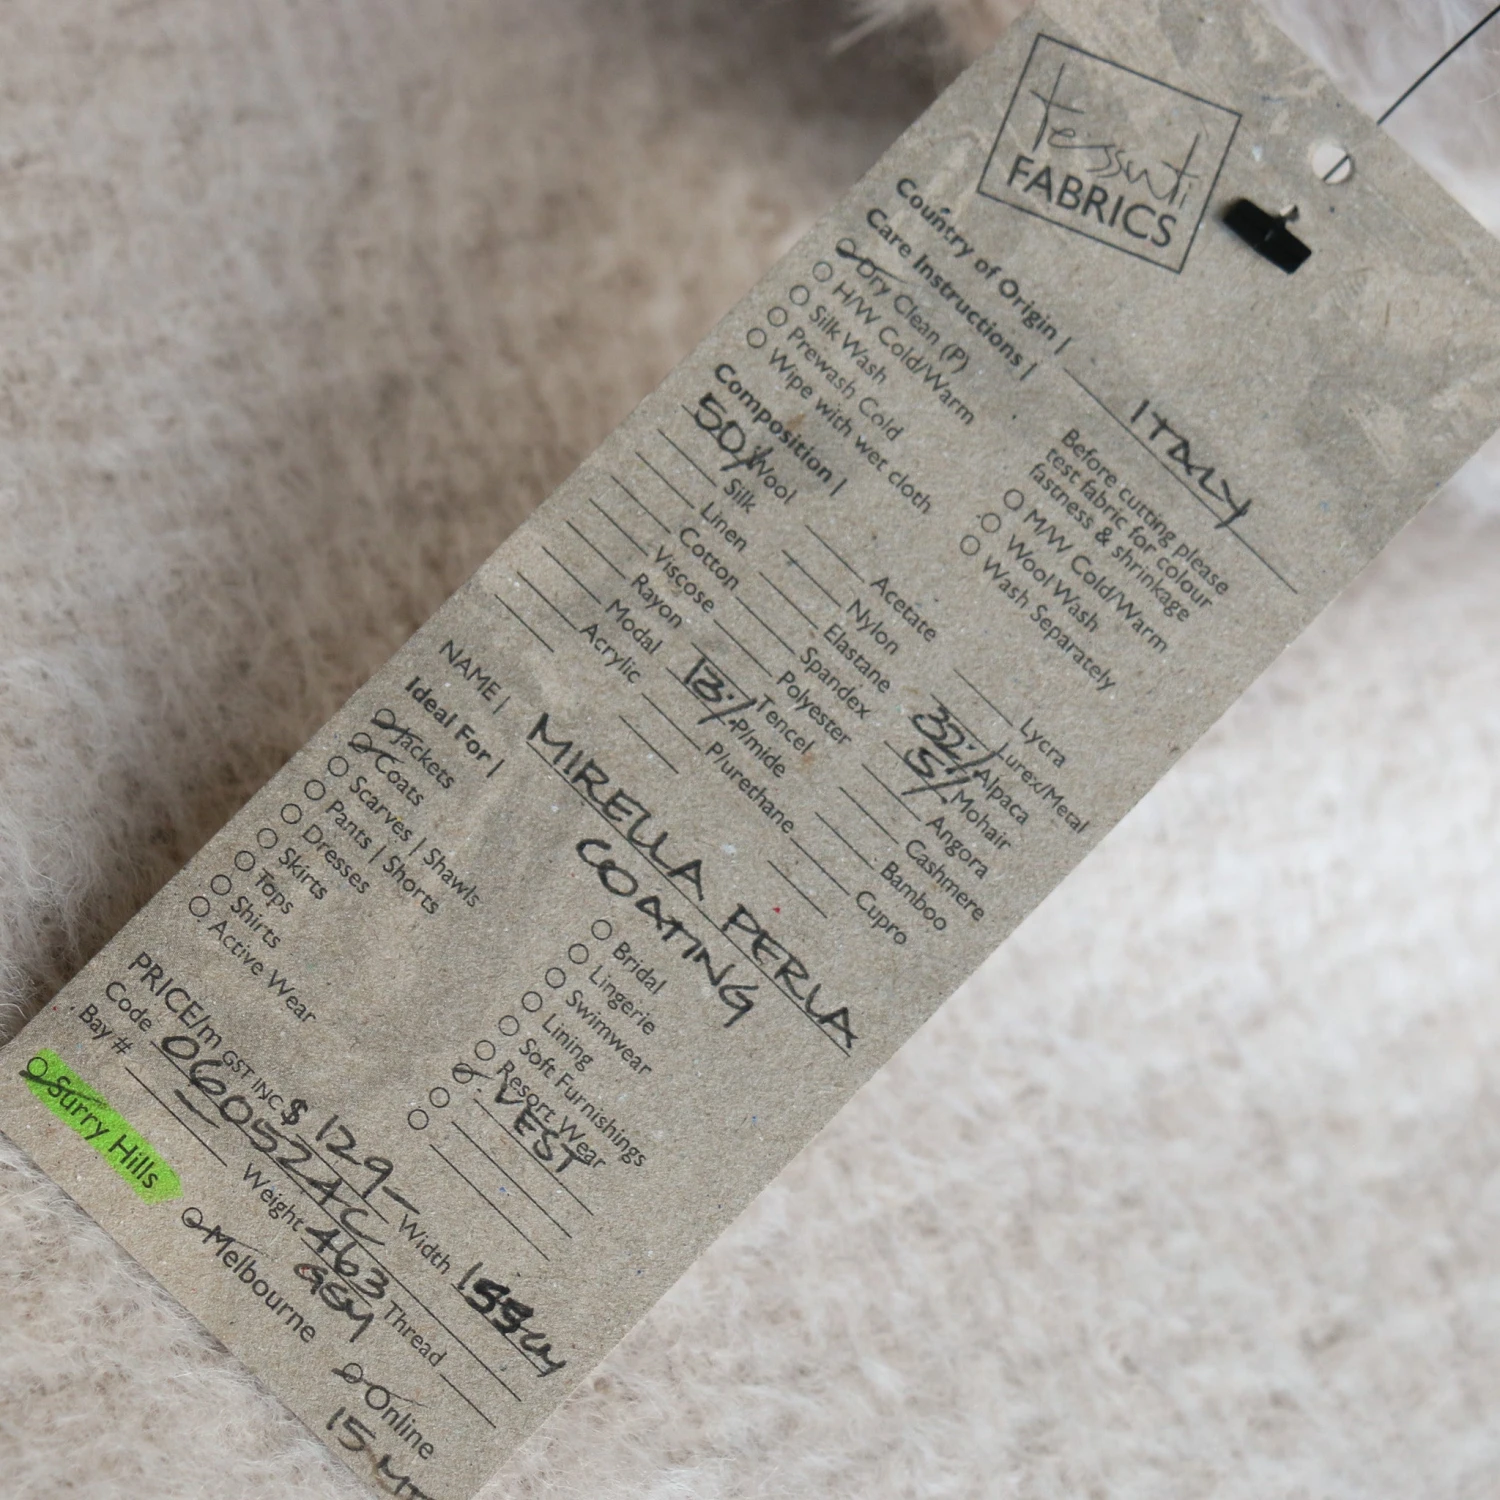 tessuti
FABRICS
Country of Origin | ITALY
Care Instructions |
Dry Clean (P)
H/W Cold/Warm
Silk Wash
Prewash Cold
Wipe with wet cloth
Before cutting please
test fabric for colour
fastness & shrinkage
M/W Cold/Warm
Wool Wash
Wash Separately
Composition |
50% Wool
Silk
Linen
Cotton
Viscose
Rayon
Modal
Acrylic
Acetate
Nylon
Elastane
Spandex
Polyester
Tencel
13% P/mide
P/urethane
Lycra
Lurex/Metal
32% Alpaca
5% Mohair
Angora
Cashmere
Bamboo
Cupro
NAME | MIRELLA PERLA
COATING
Ideal For |
Jackets
Coats
Scarves | Shawls
Pants | Shorts
Dresses
Skirts
Tops
Shirts
Active Wear
Bridal
Lingerie
Swimwear
Lining
Soft Furnishings
Resort Wear
VEST
PRICE/m GST INC $129- Width 155cm
Code 060524C Weight 463 GSM Thread
Bay #
Surry Hills
Melbourne
Online
15 MT